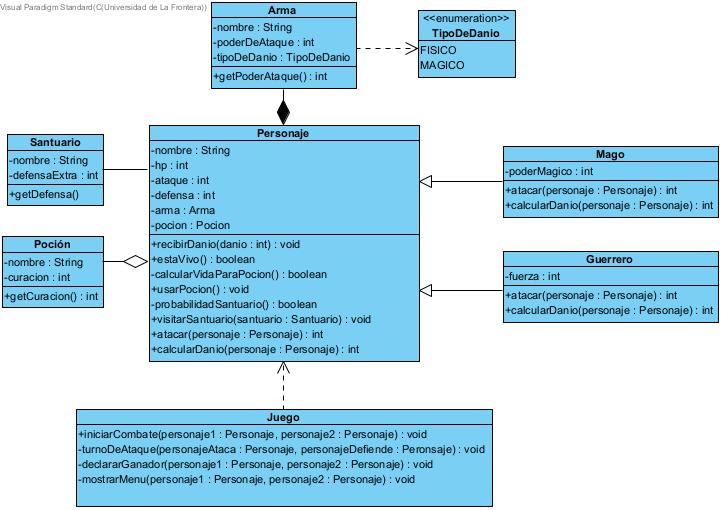 Visual Paradigm Standard(C(Universidad de La Frontera))
Arma
-nombre : String
-poderDeAtaque : int
-tipoDeDanio : TipoDeDanio
+getPoderAtaque() : int
<<enumeration>>
TipoDeDanio
FISICO
MAGICO
Santuario
-nombre : String
-defensaExtra : int
+getDefensa()
Poción
-nombre : String
-curacion : int
+getCuracion() : int
Personaje
-nombre : String
-hp : int
-ataque : int
-defensa : int
-arma : Arma
-pocion : Pocion
+recibirDanio(danio : int) : void
+estaVivo() : boolean
-calcularVidaParaPocion() : boolean
+usarPocion() : void
-probabilidadSantuario() : boolean
+visitarSantuario(santuario : Santuario) : void
+atacar(personaje : Personaje) : int
+calcularDanio(personaje : Personaje) : int
Mago
-poderMagico : int
+atacar(personaje : Personaje) : int
+calcularDanio(personaje : Personaje) : int
Guerrero
-fuerza : int
+atacar(personaje : Personaje) : int
+calcularDanio(personaje : Personaje) : int
Juego
+iniciarCombate(personaje1 : Personaje, personaje2 : Personaje) : void
-turnoDeAtaque(personajeAtaca : Personaje, personajeDefiende : Peronsaje) : void
-declararGanador(personaje1 : Personaje, personaje2 : Personaje) : void
-mostrarMenu(personaje1 : Personaje, personaje2 : Personaje) : void